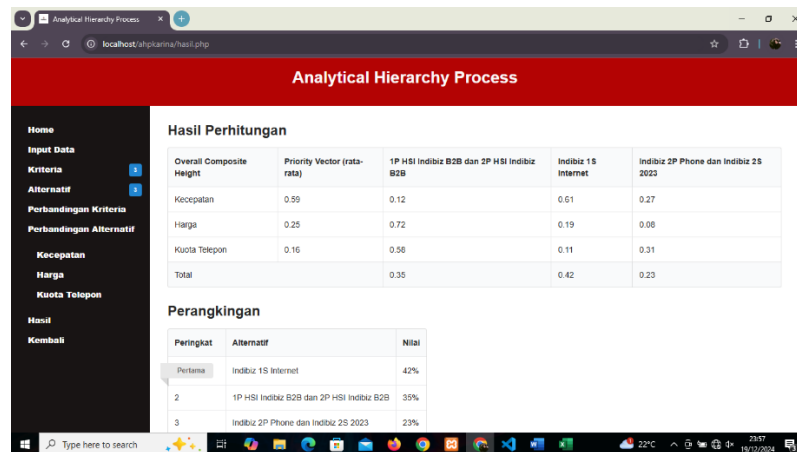 Analytical Hierarchy Process
localhost/ahpkarina/hasil.php
Analytical Hierarchy Process
Home
Input Data
Kriteria 3
Alternatif 3
Perbandingan Kriteria
Perbandingan Alternatif
Kecepatan
Harga
Kuota Telepon
Hasil
Kembali
Hasil Perhitungan
Overall Composite Height Priority Vector (rata-rata) 1P HSI Indibiz B2B dan 2P HSI Indibiz B2B Indibiz 1S Internet Indibiz 2P Phone dan Indibiz 2S 2023
Kecepatan 0.59 0.12 0.61 0.27
Harga 0.25 0.72 0.19 0.08
Kuota Telepon 0.16 0.58 0.11 0.31
Total 0.35 0.42 0.23
Perangkingan
Peringkat Alternatif Nilai
Pertama Indibiz 1S Internet 42%
2 1P HSI Indibiz B2B dan 2P HSI Indibiz B2B 35%
3 Indibiz 2P Phone dan Indibiz 2S 2023 23%
Type here to search
22°C
23:57
19/12/2024